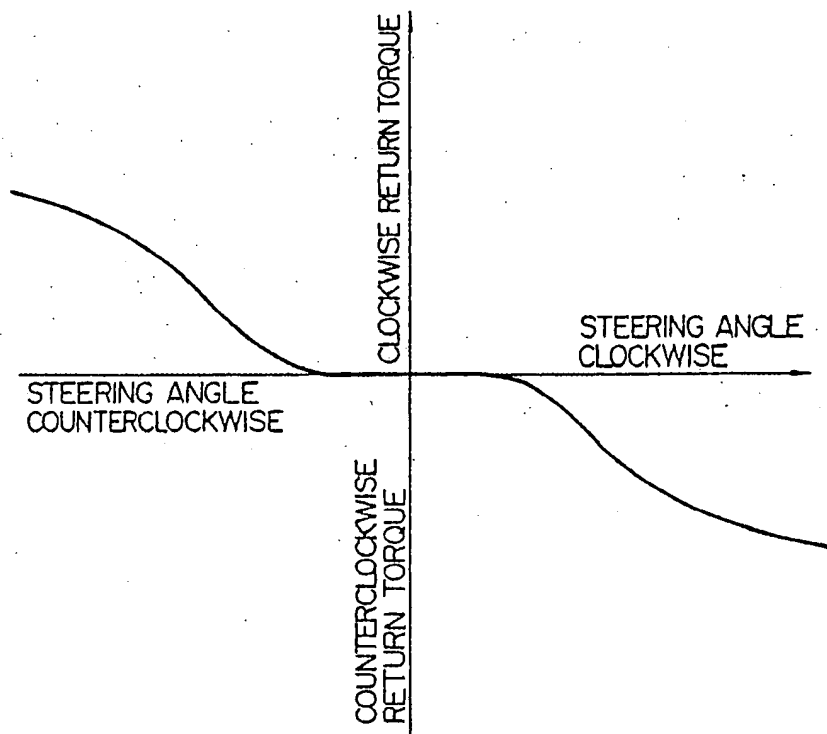 CLOCKWISE RETURN TORQUE
STEERING ANGLE
CLOCKWISE
STEERING ANGLE
COUNTERCLOCKWISE
COUNTERCLOCKWISE
RETURN TORQUE